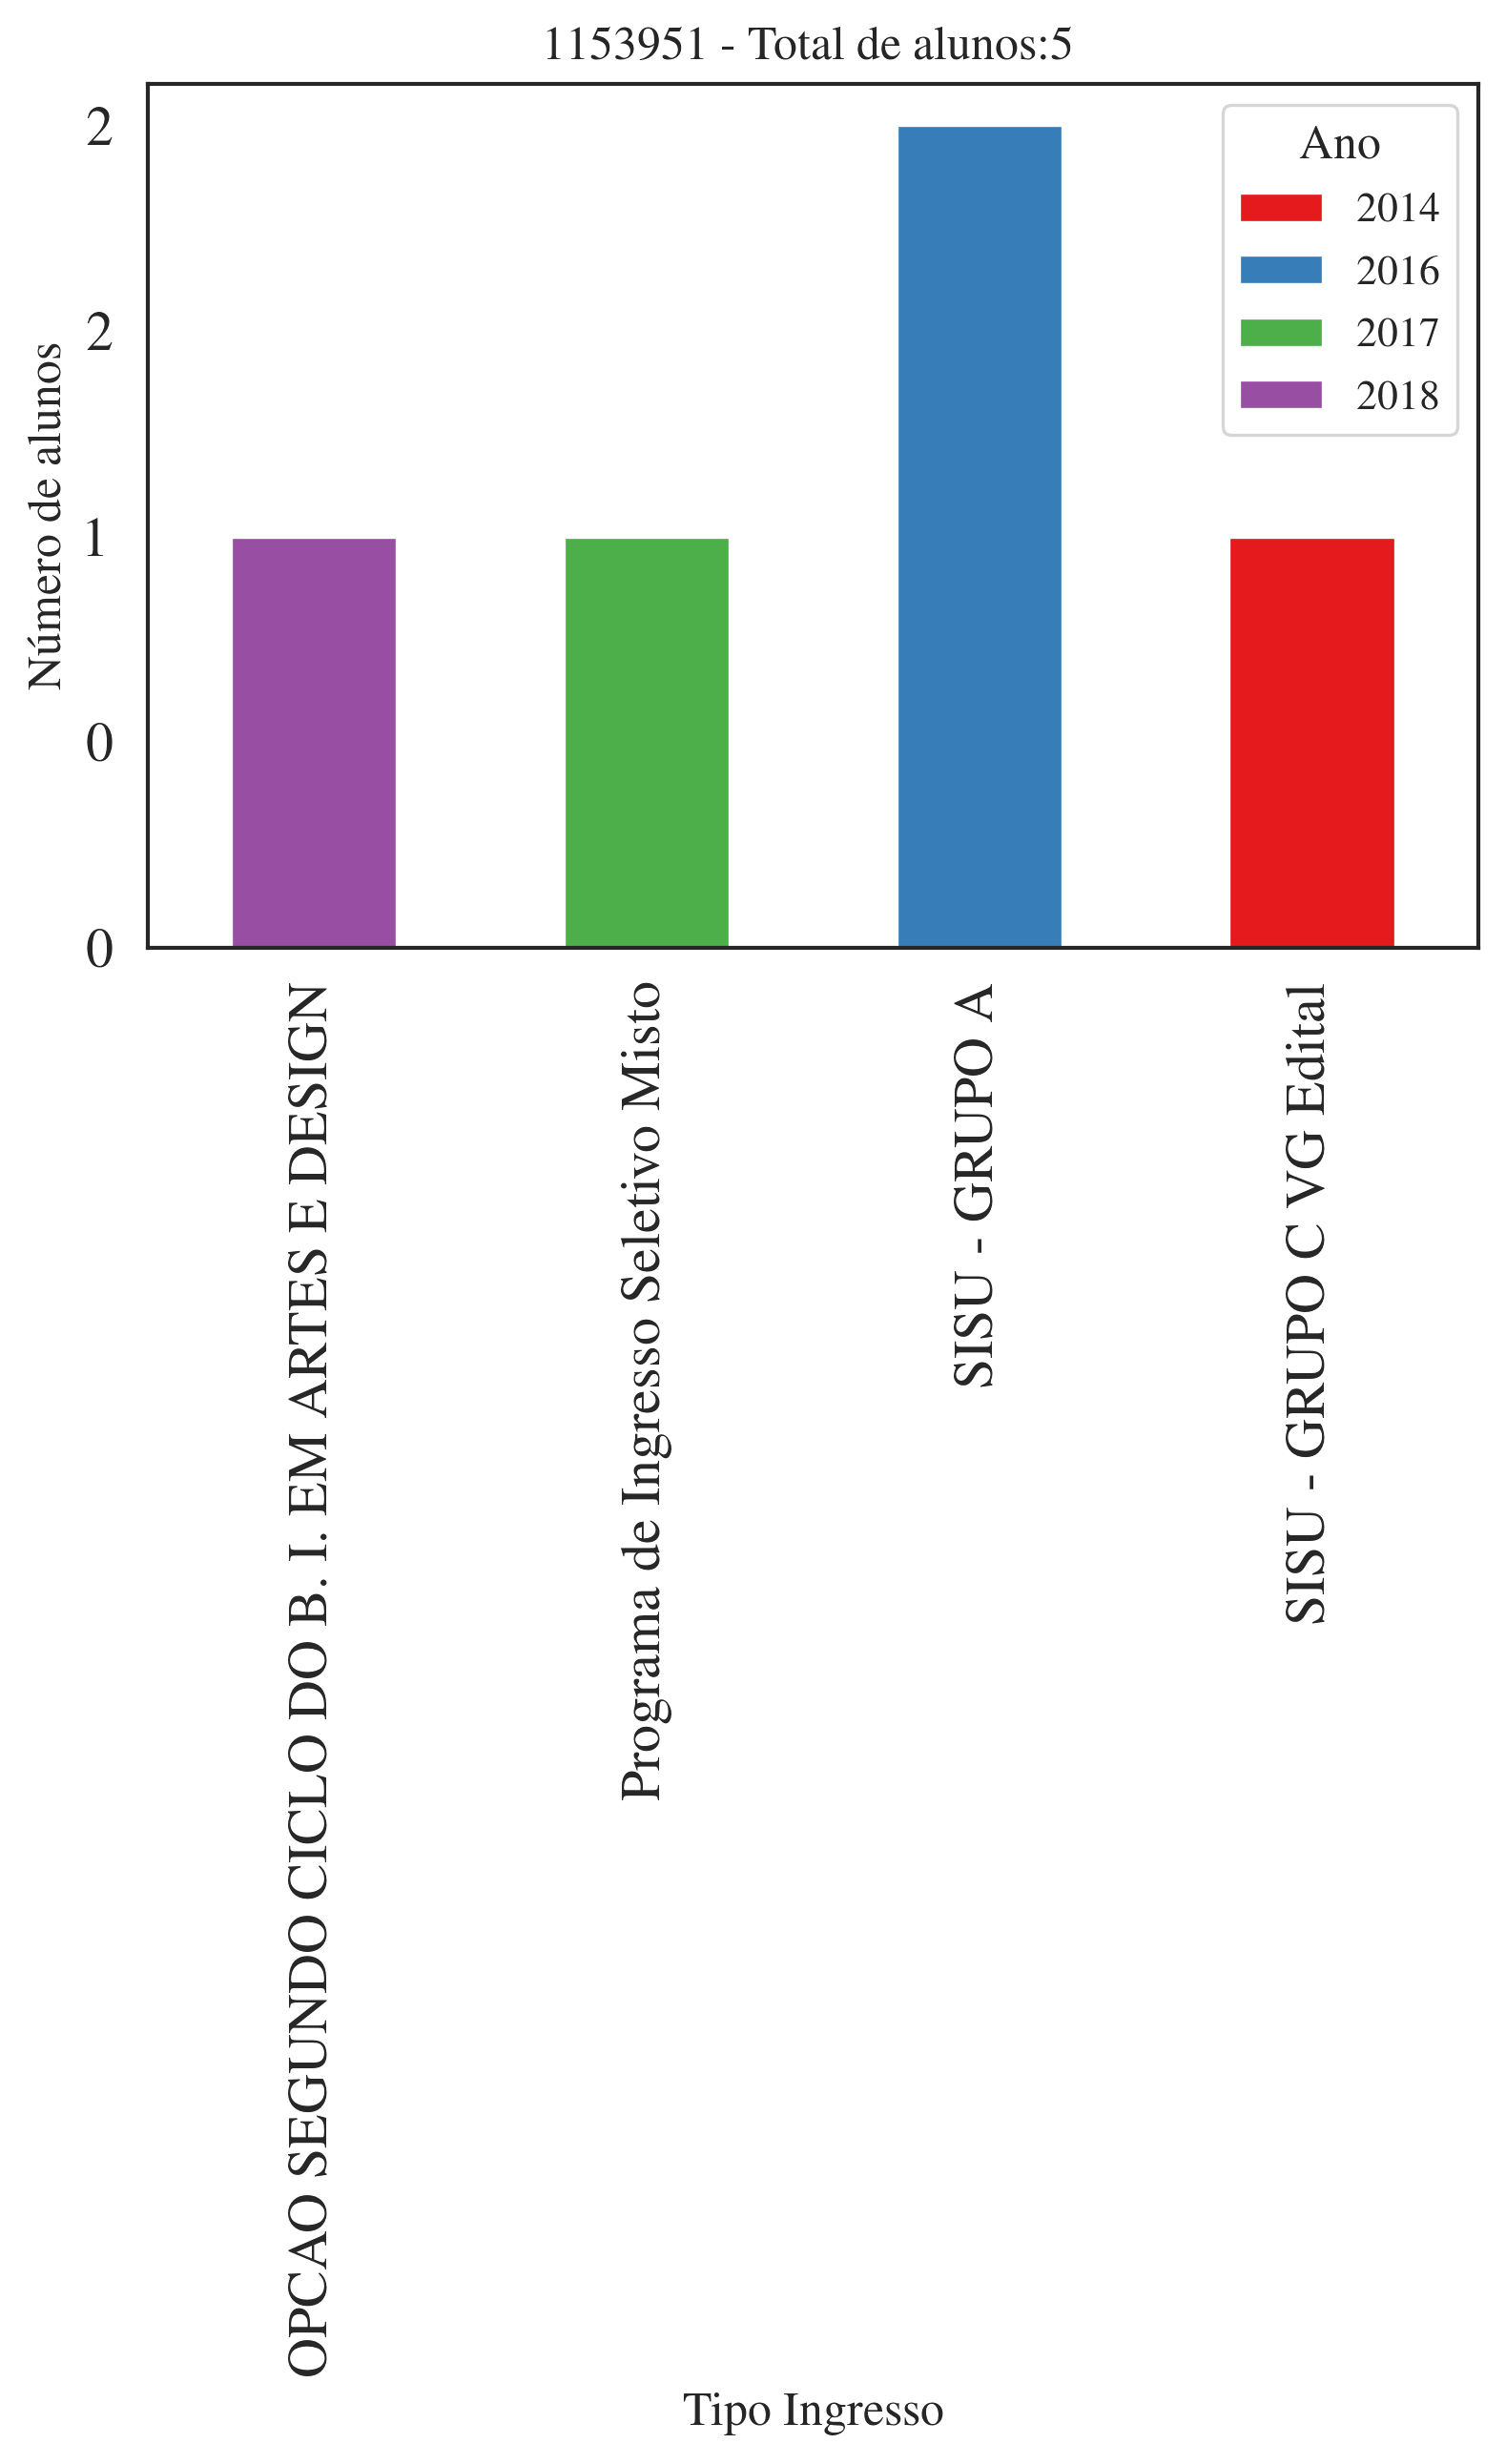 1153951 - Total de alunos:5
Número de alunos
2
2
1
0
0
Ano
2014
2016
2017
2018
OPCAO SEGUNDO CICLO DO B. I. EM ARTES E DESIGN
Programa de Ingresso Seletivo Misto
SISU - GRUPO A
SISU - GRUPO C VG Edital
Tipo Ingresso